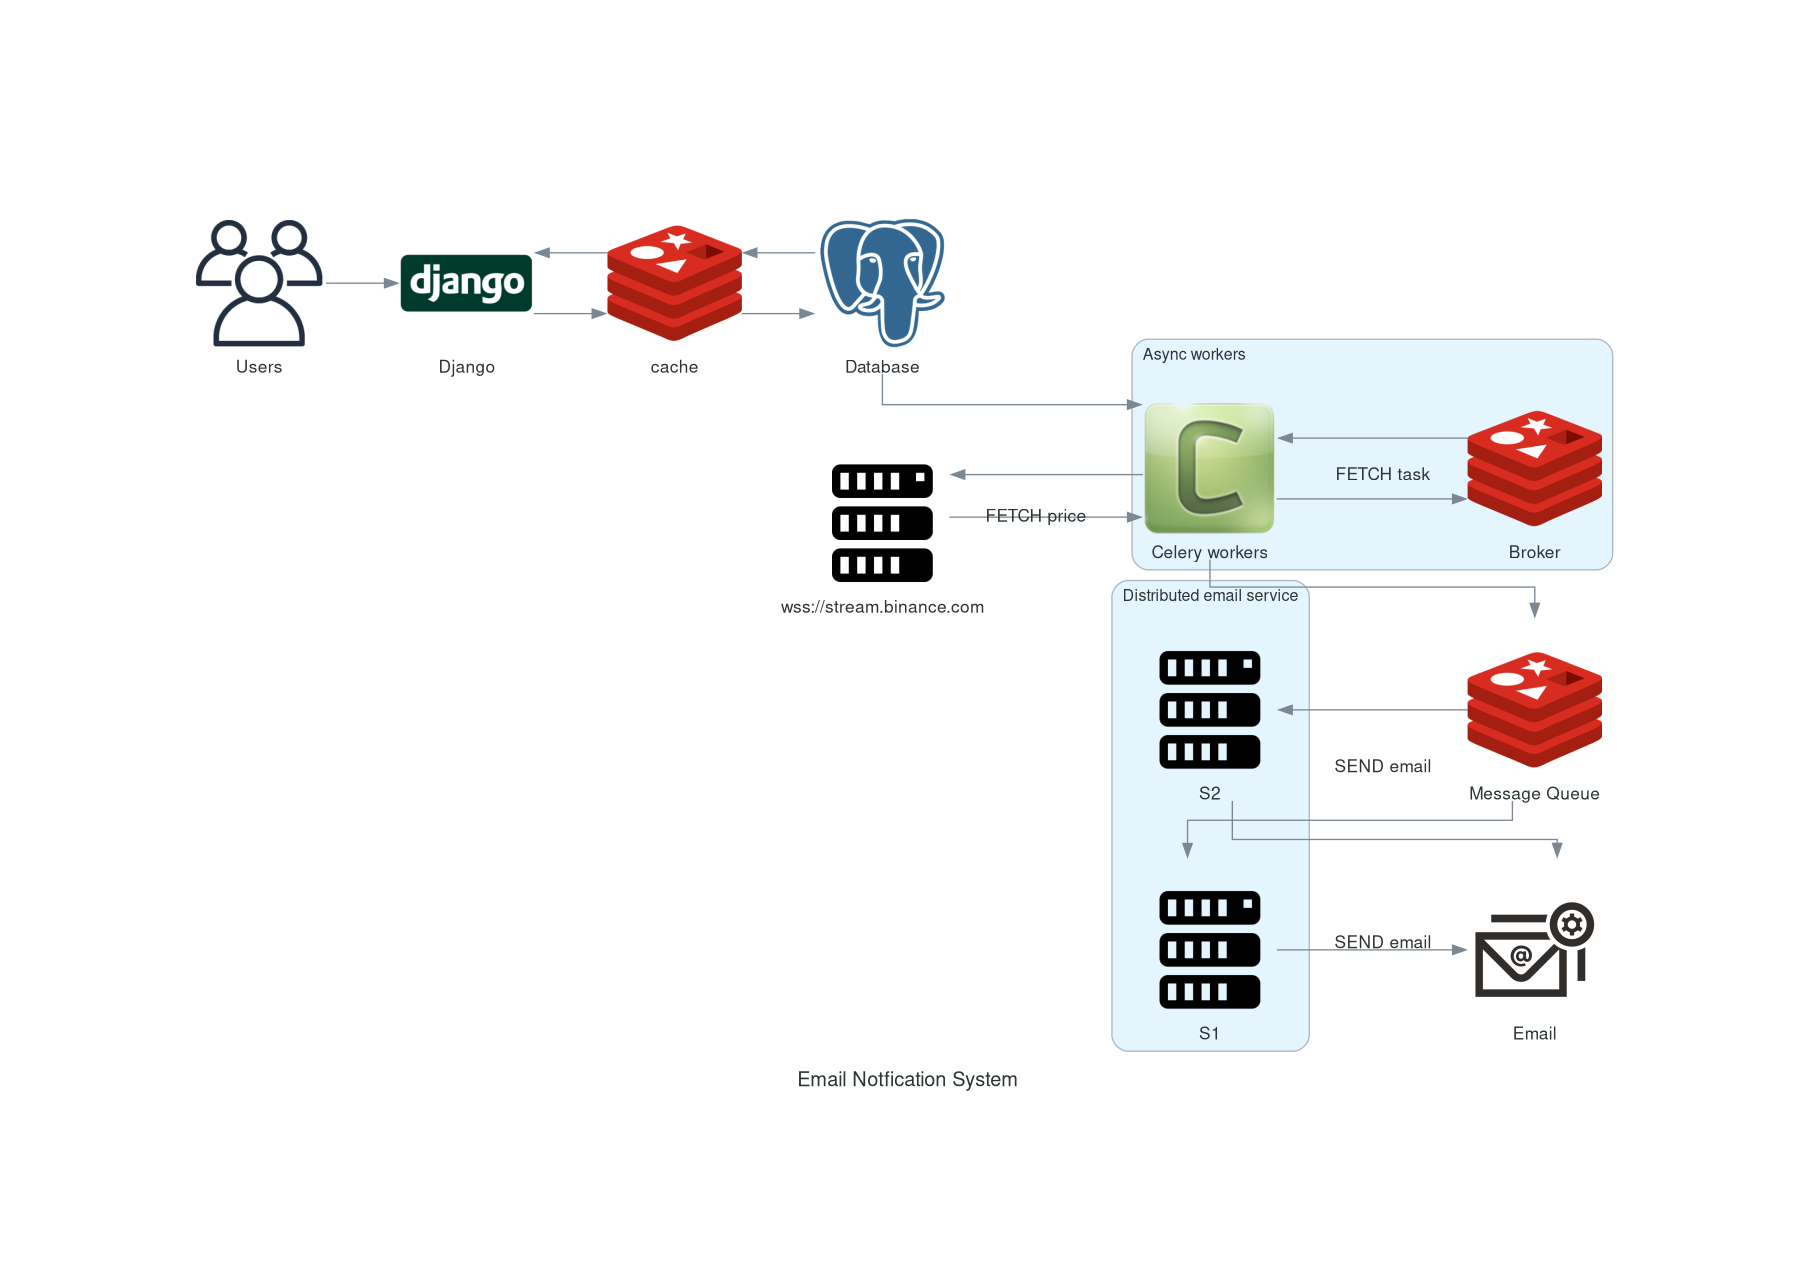 django
Users
Django
cache
Database
Async workers
FETCH task
FETCH price
Celery workers
Broker
wss://stream.binance.com
Distributed email service
SEND email
S2
Message Queue
SEND email
@
S1
Email
Email Notfication System